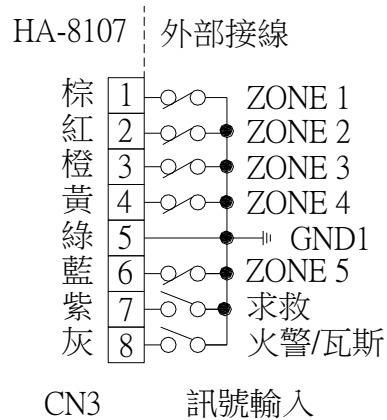 HA-8107 外部接線
棕 1 ZONE 1
紅 2 ZONE 2
橙 3 ZONE 3
黃 4 ZONE 4
綠 5 GND1
藍 6 ZONE 5
紫 7 求救
灰 8 火警/瓦斯
CN3 訊號輸入